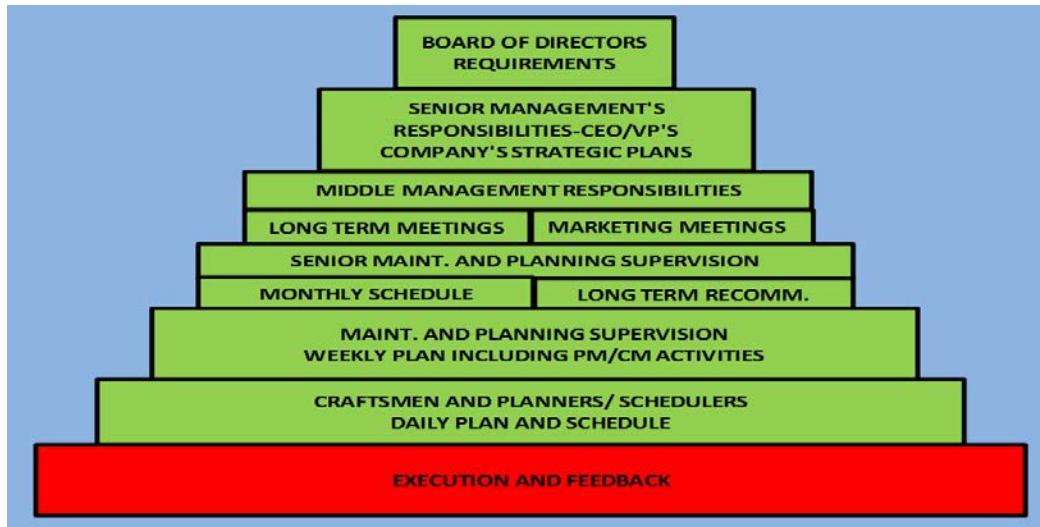 BOARD OF DIRECTORS
REQUIREMENTS
SENIOR MANAGEMENT'S
RESPONSIBILITIES-CEO/VP'S
COMPANY'S STRATEGIC PLANS
MIDDLE MANAGEMENT RESPONSIBILITIES
LONG TERM MEETINGS
MARKETING MEETINGS
SENIOR MAINT. AND PLANNING SUPERVISION
MONTHLY SCHEDULE
LONG TERM RECOMM.
MAINT. AND PLANNING SUPERVISION
WEEKLY PLAN INCLUDING PM/CM ACTIVITIES
CRAFTSMEN AND PLANNERS/ SCHEDULERS
DAILY PLAN AND SCHEDULE
EXECUTION AND FEEDBACK